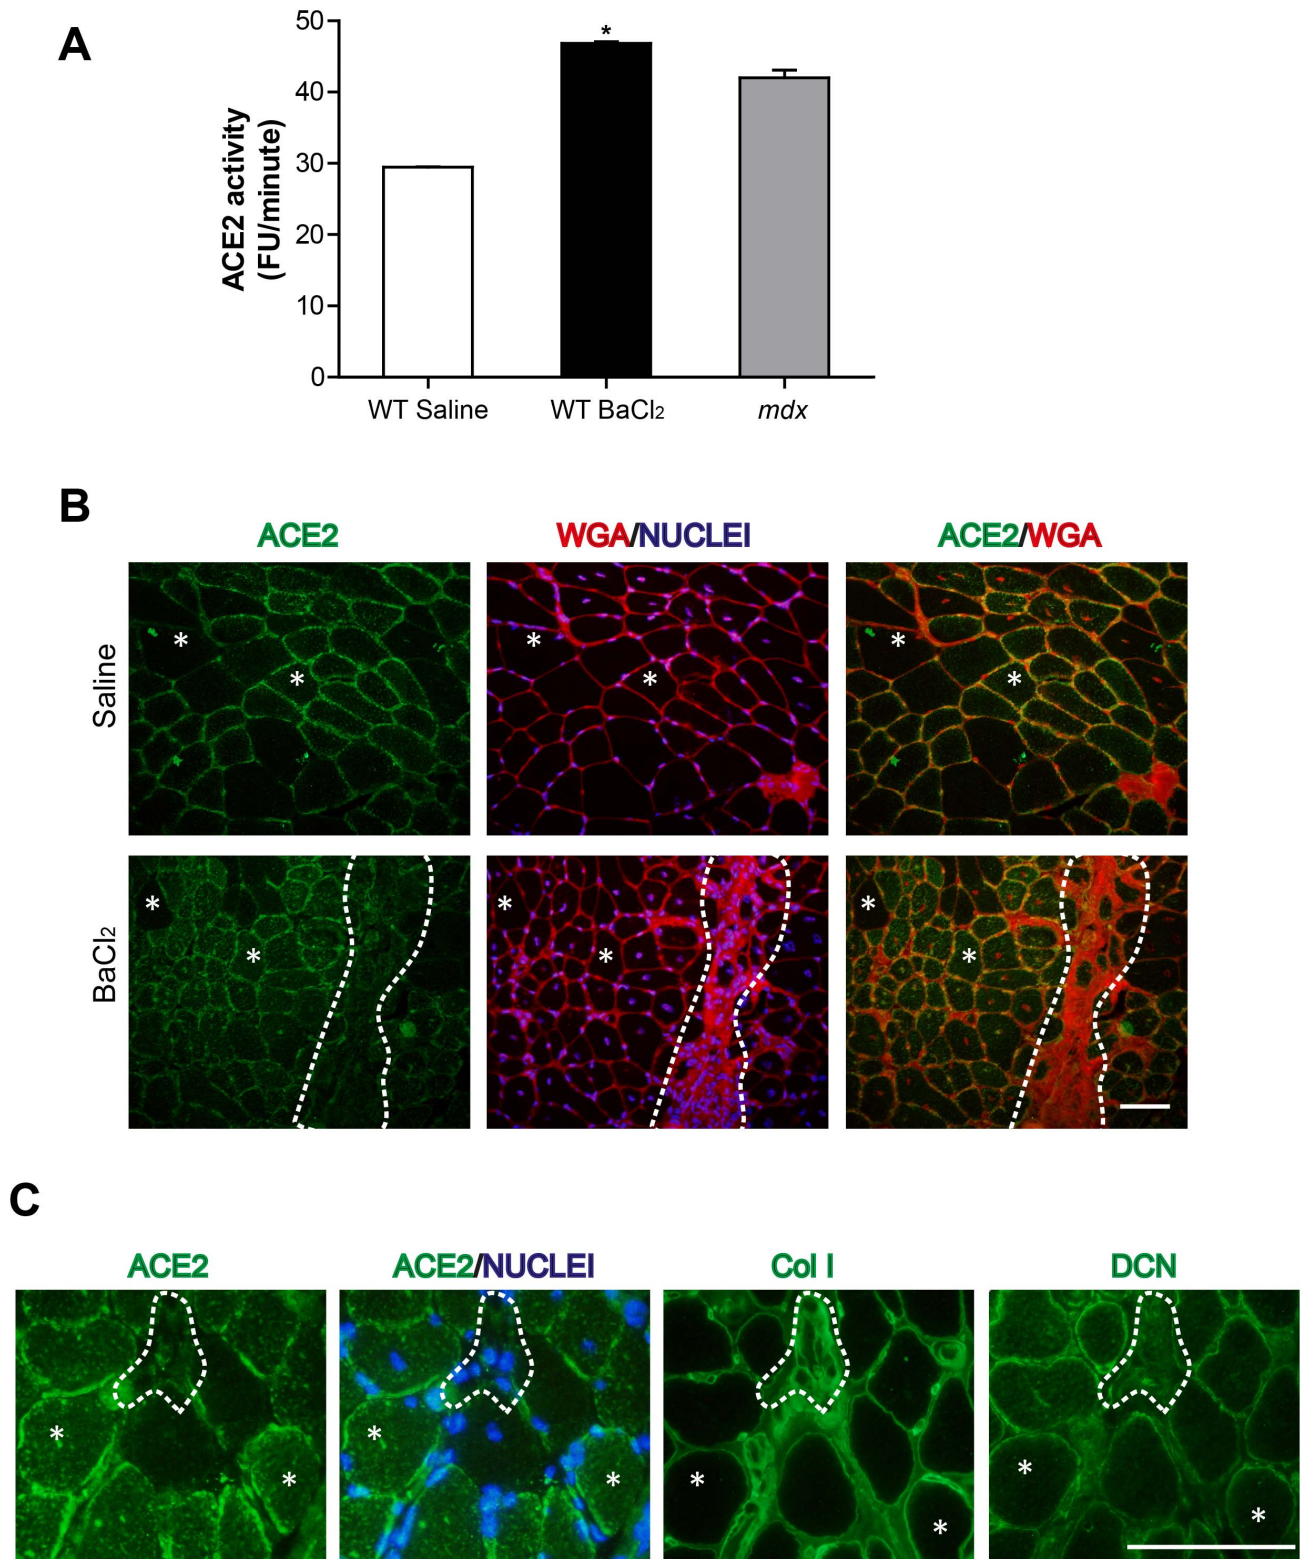 A
50
40
30
20
10
0
ACE2 activity
(FU/minute)
*
WT Saline
WT BaCl₂
mdx
B
ACE2
WGA/NUCLEI
ACE2/WGA
Saline
* * * * * *
BaCl₂
* * * * * *
C
ACE2
ACE2/NUCLEI
Col I
DCN
* * * * * * * *